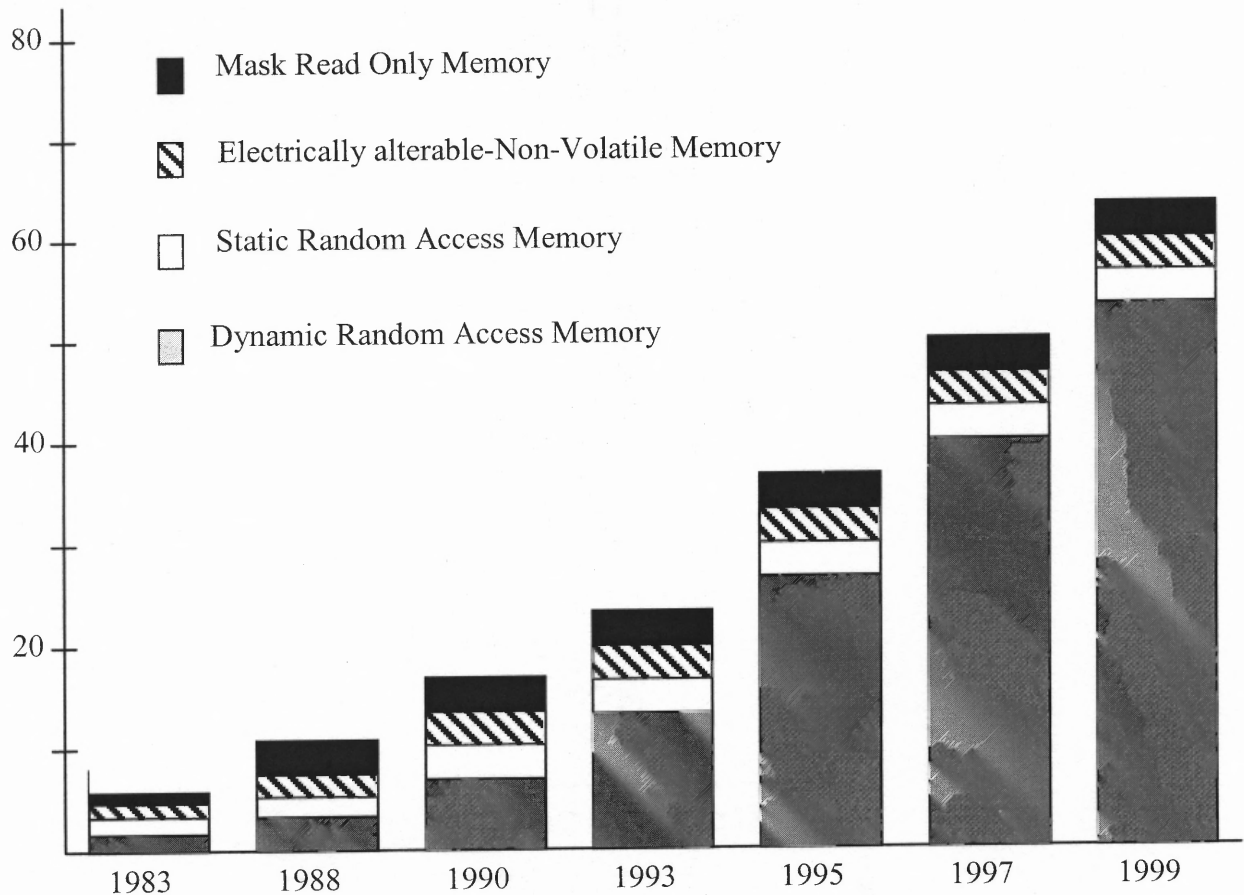 80
Mask Read Only Memory
Electrically alterable-Non-Volatile Memory
60
Static Random Access Memory
Dynamic Random Access Memory
40
20
1983 1988 1990 1993 1995 1997 1999